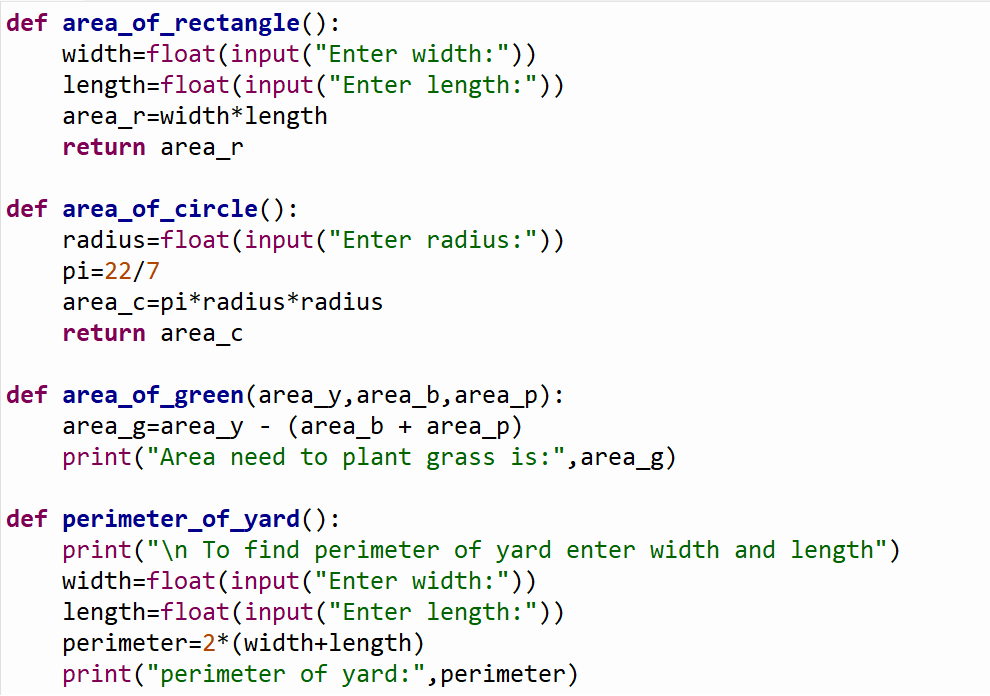 def area_of_rectangle():
    width=float(input("Enter width:"))
    length=float(input("Enter length:"))
    area_r=width*length
    return area_r

def area_of_circle():
    radius=float(input("Enter radius:"))
    pi=22/7
    area_c=pi*radius*radius
    return area_c

def area_of_green(area_y,area_b,area_p):
    area_g=area_y - (area_b + area_p)
    print("Area need to plant grass is:",area_g)

def perimeter_of_yard():
    print("\n To find perimeter of yard enter width and length")
    width=float(input("Enter width:"))
    length=float(input("Enter length:"))
    perimeter=2*(width+length)
    print("perimeter of yard:",perimeter)